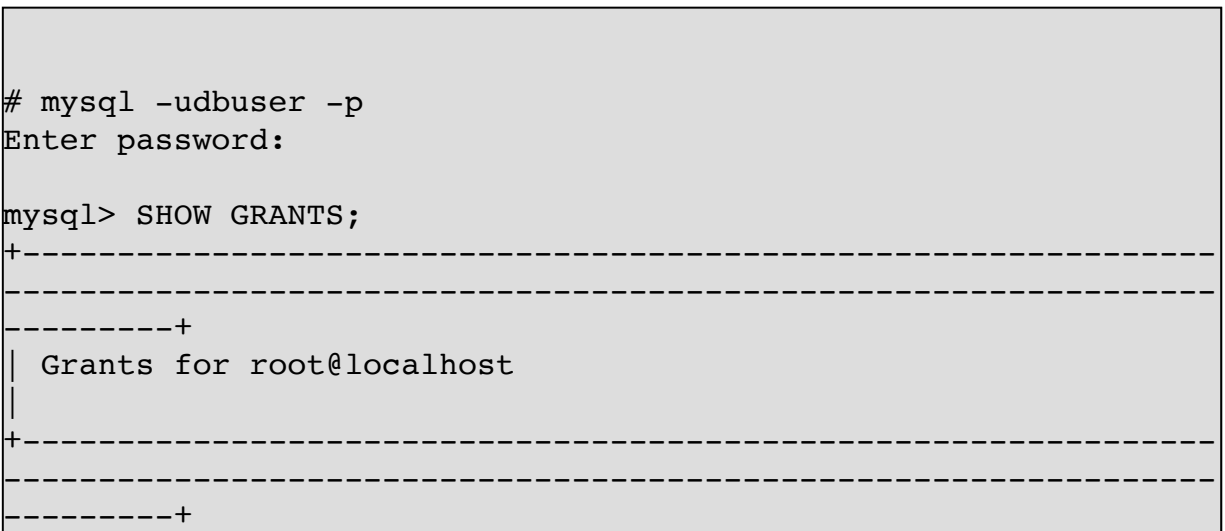 # mysql -udbuser -p
Enter password:
mysql> SHOW GRANTS;
+---------------------------------------------------------------
----------------------------------------------------------------
---------+
| Grants for root@localhost
|
+---------------------------------------------------------------
----------------------------------------------------------------
---------+